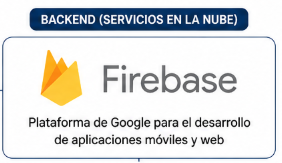 BACKEND (SERVICIOS EN LA NUBE)
Firebase
Plataforma de Google para el desarrollo
de aplicaciones móviles y web